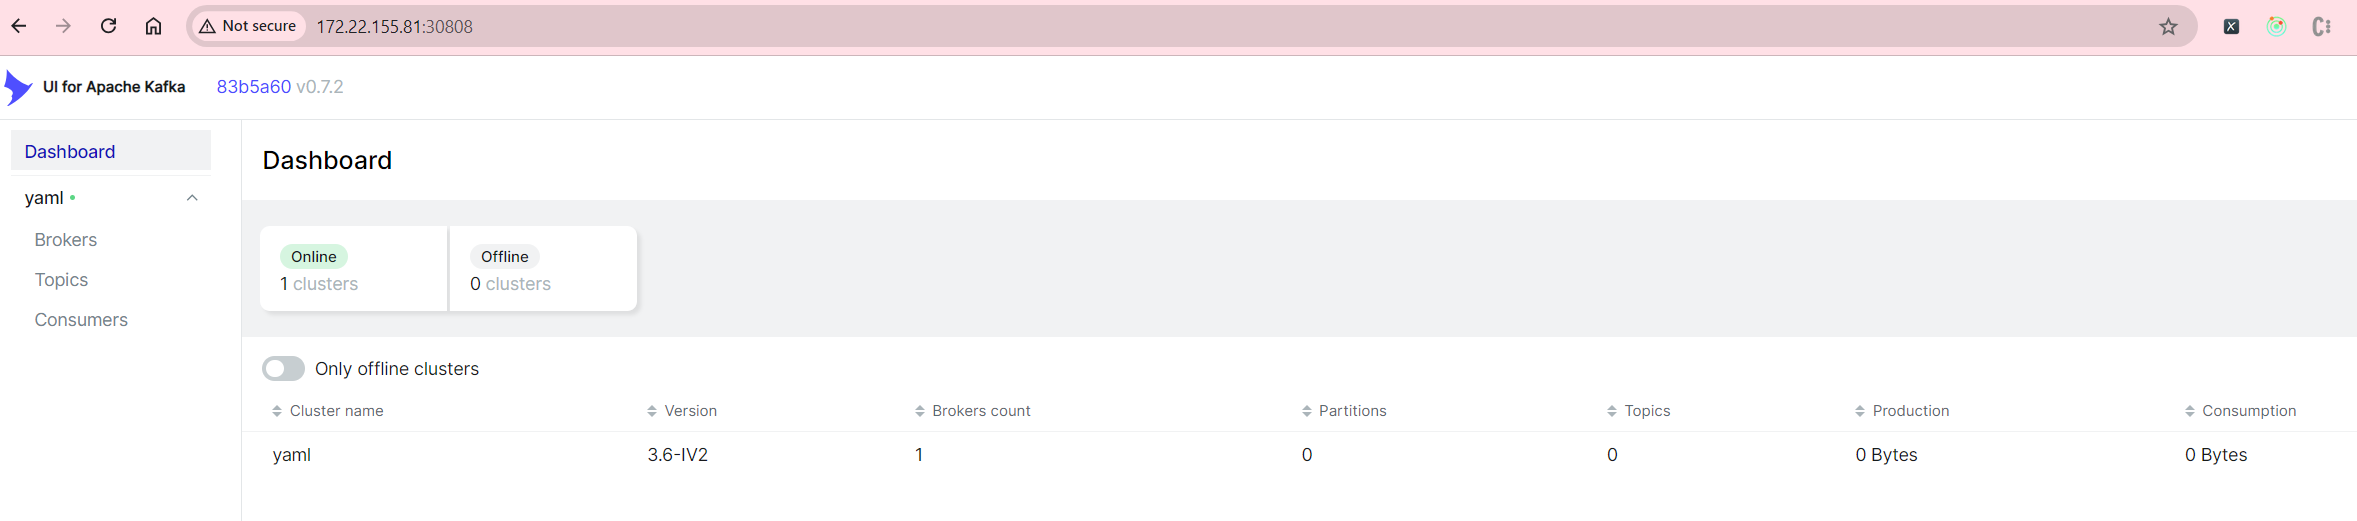 Not secure 172.22.155.81:30808
UI for Apache Kafka 83b5a60 v0.7.2
Dashboard
yaml
Brokers
Topics
Consumers
Dashboard
Online
1 clusters
Offline
0 clusters
Only offline clusters
Cluster name Version Brokers count Partitions Topics Production Consumption
yaml 3.6-IV2 1 0 0 0 Bytes 0 Bytes